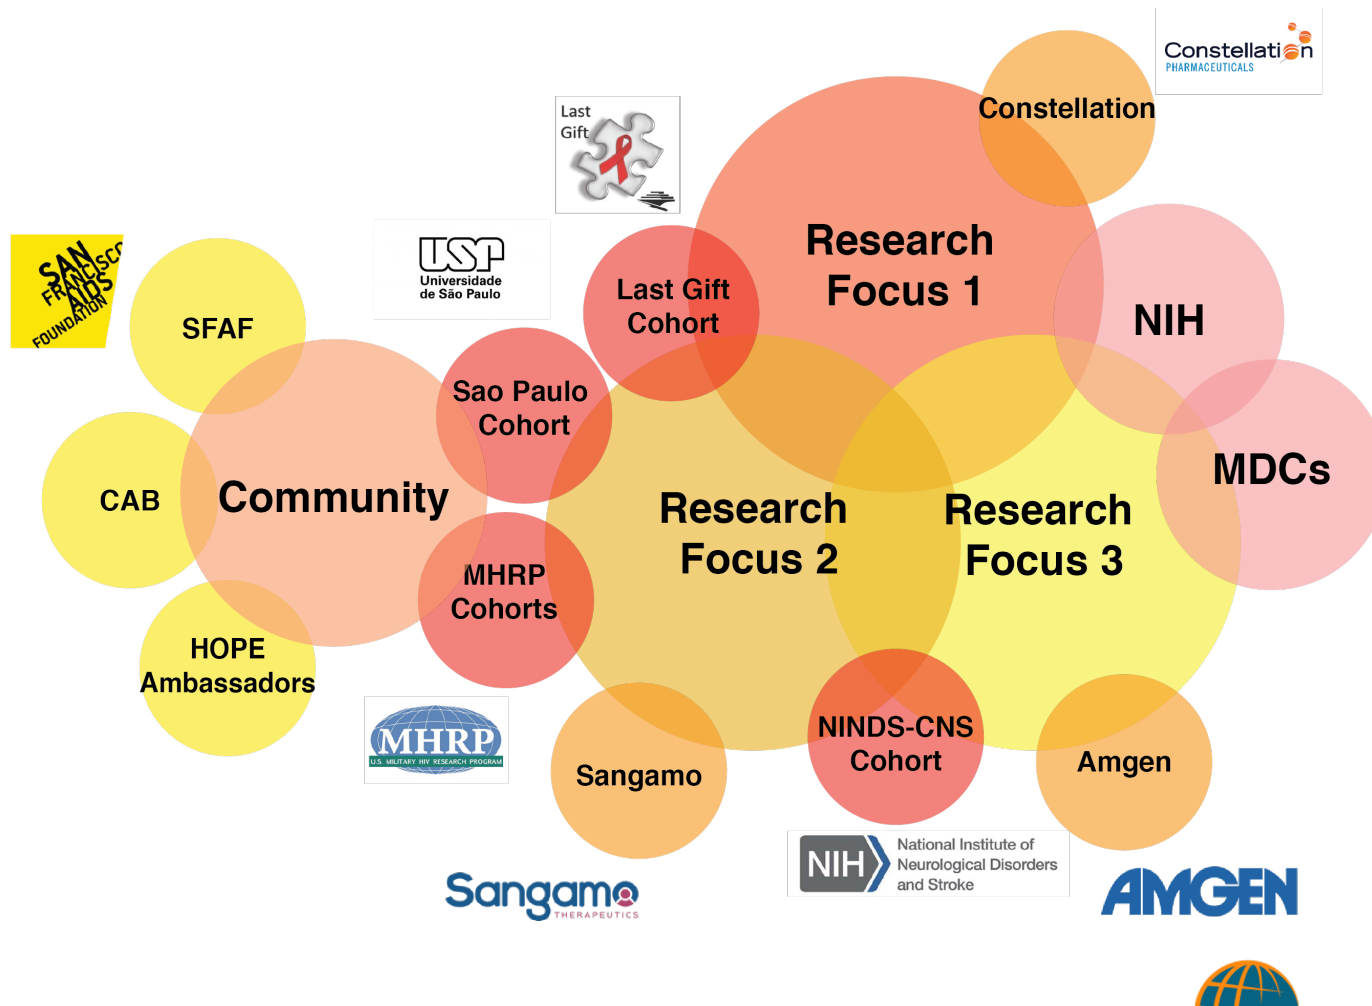 Constellation
PHARMACEUTICALS
Constellation
Last
Gift
Research
Focus 1
USP
Universidade
de São Paulo
Last Gift
Cohort
SAN
FRANCISCO
AIDS
FOUNDATION
SFAF
NIH
Sao Paulo
Cohort
MDCs
CAB
Community
Research
Focus 2
Research
Focus 3
MHRP
Cohorts
HOPE
Ambassadors
MHRP
U.S. MILITARY HIV RESEARCH PROGRAM
Sangamo
NINDS-CNS
Cohort
Amgen
NIH
National Institute of
Neurological Disorders
and Stroke
Sangamo
THERAPEUTICS
AMGEN